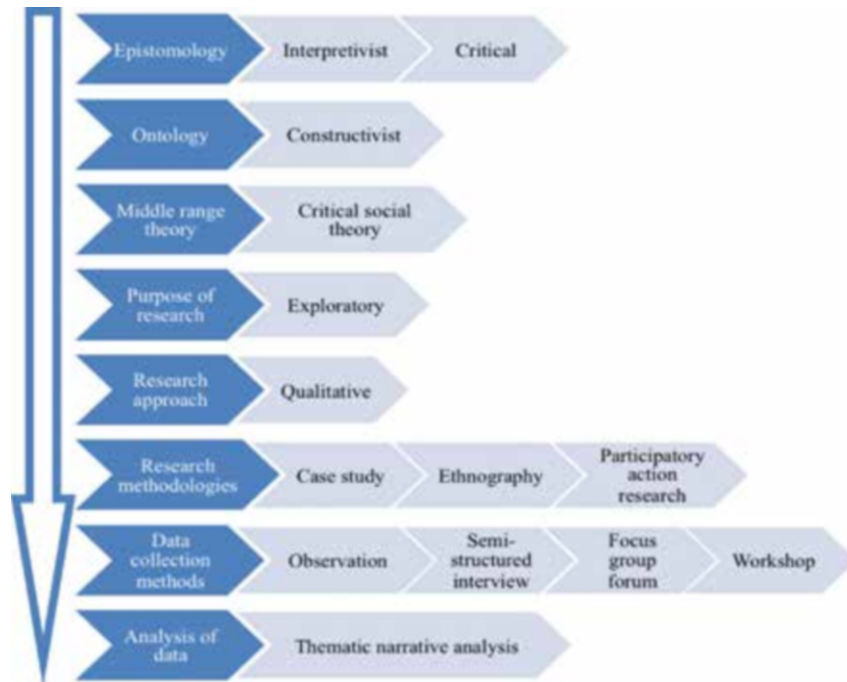 Epistomology
Interpretivist
Critical
Ontology
Constructivist
Middle range
theory
Critical social
theory
Purpose of
research
Exploratory
Research
approach
Qualitative
Research
methodologies
Case study
Ethnography
Participatory
action
research
Data
collection
methods
Observation
Semi-
structured
interview
Focus
group
forum
Workshop
Analysis of
data
Thematic narrative analysis